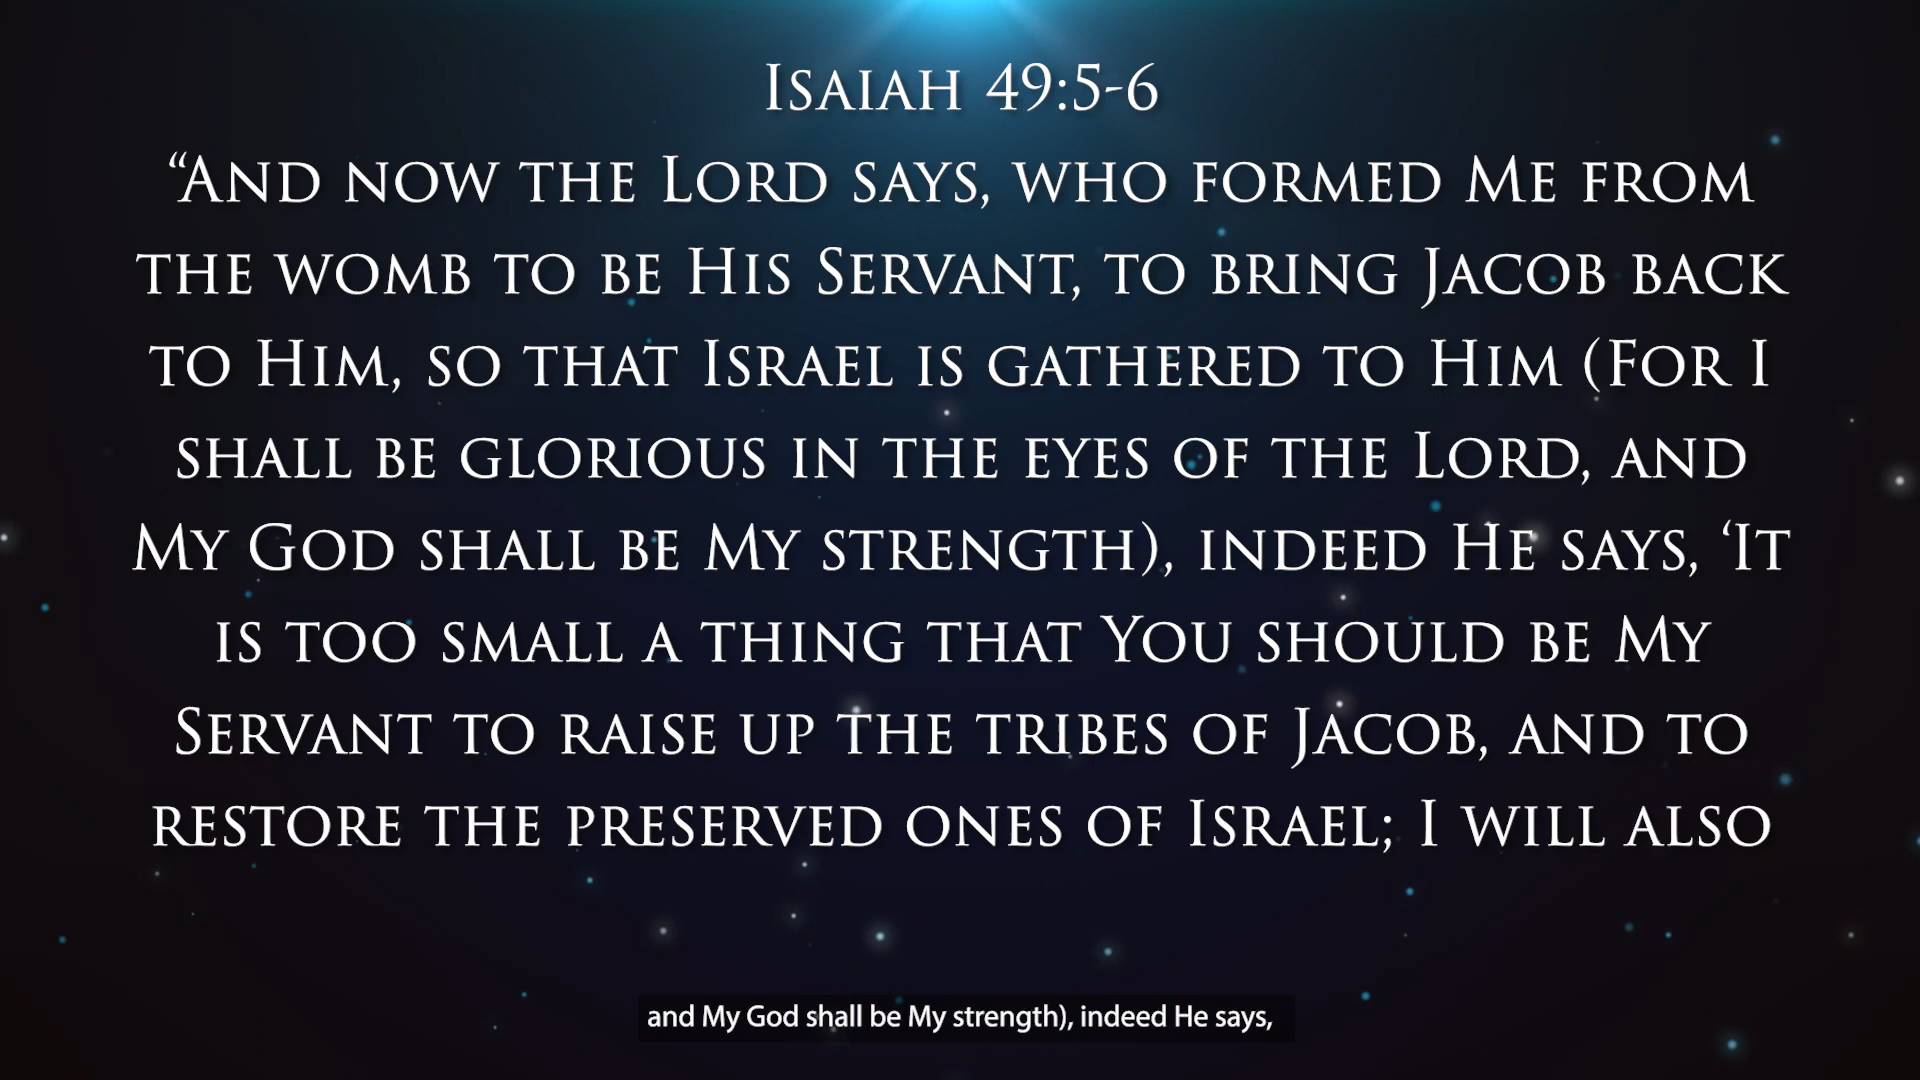 Isaiah 49:5-6
“And now the Lord says, who formed Me from
the womb to be His Servant, to bring Jacob back
to Him, so that Israel is gathered to Him (For I
shall be glorious in the eyes of the Lord, and
My God shall be My strength), indeed He says, ‘It
is too small a thing that You should be My
Servant to raise up the tribes of Jacob, and to
restore the preserved ones of Israel; I will also
and My God shall be My strength), indeed He says,